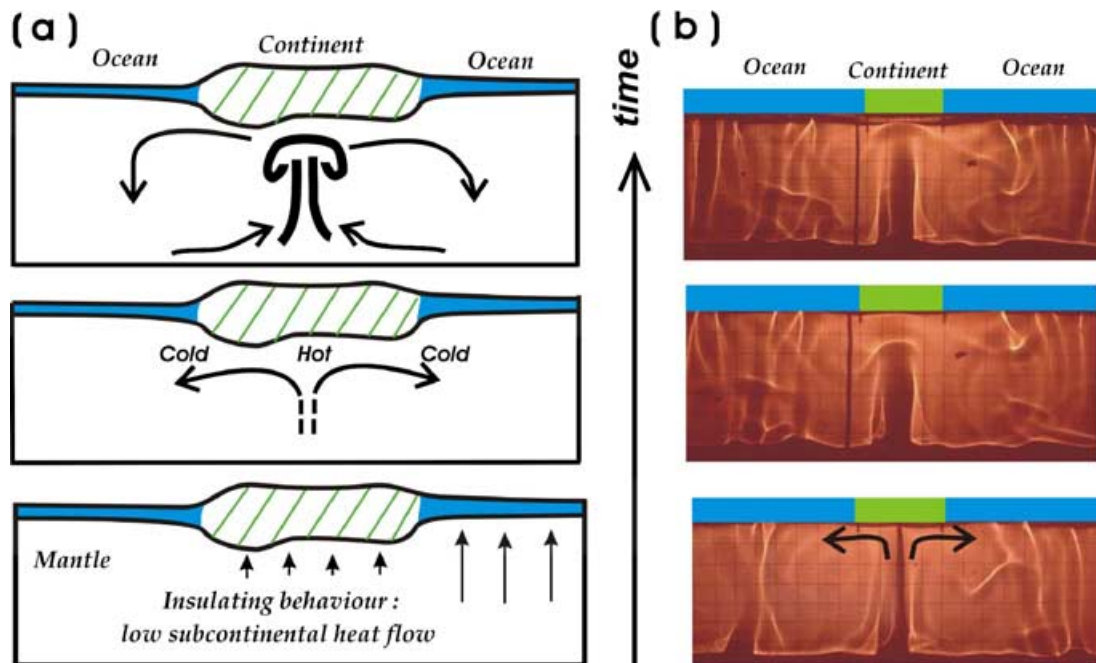 (a)
Ocean
Continent
Ocean
Cold
Hot
Cold
Mantle
Insulating behaviour :
low subcontinental heat flow
time
(b)
Ocean
Continent
Ocean